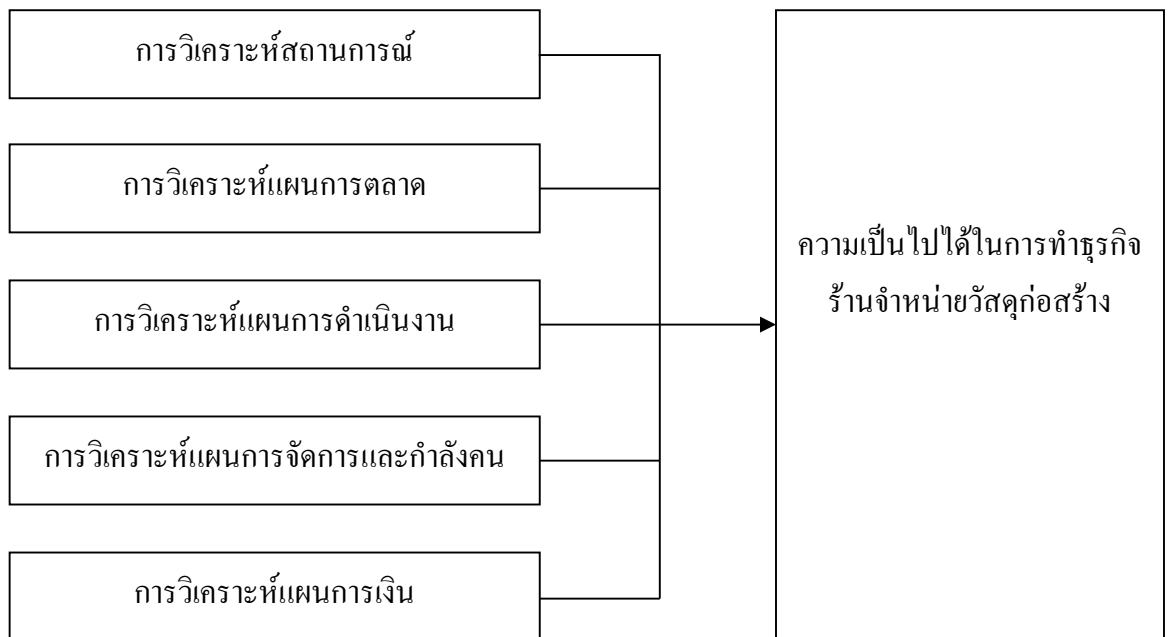 การวิเคราะห์สถานการณ์
การวิเคราะห์แผนการตลาด
การวิเคราะห์แผนการดำเนินงาน
การวิเคราะห์แผนการจัดการและกำลังคน
การวิเคราะห์แผนการเงิน
ความเป็นไปได้ในการทำธุรกิจ
ร้านจำหน่ายวัสดุก่อสร้าง